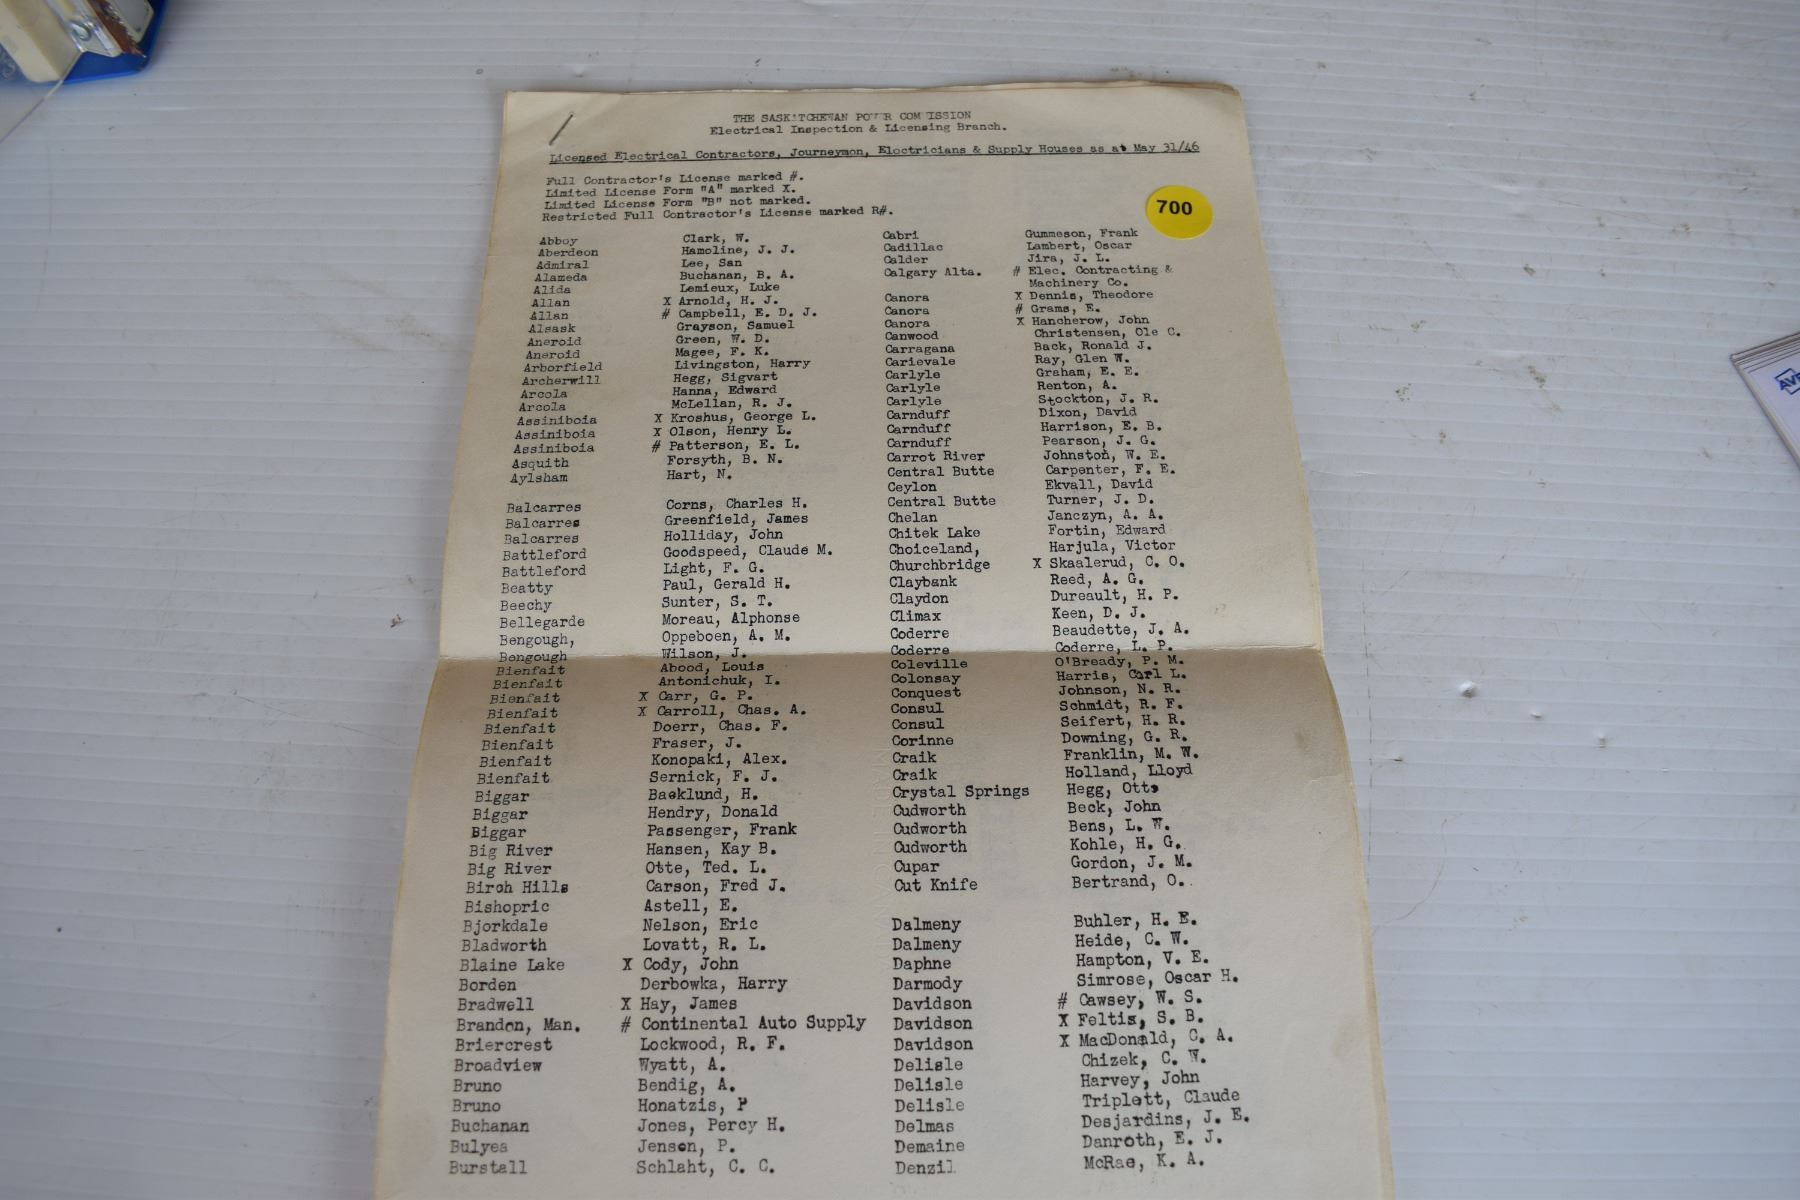 THE SASKATCHEWAN POWER COMMISSION
Electrical Inspection & Licensing Branch.
Licensed Electrical Contractors, Journeymon, Eloctricians & Supply Houses as at May 31/46
Full Contractor's License marked #.
Limited License Form "A" marked X.
Limited License Form "B" not marked.
Restricted Full Contractor's License marked R#.
700
Abboy Clark, W.
Aberdeon Hamoline, J. J.
Admiral Lee, San
Alameda Buchanan, B. A.
Alida Lemieux, Luke
Allan X Arnold, H. J.
Allan # Campbell, E. D. J.
Alsask Grayson, Samuel
Aneroid Green, W. D.
Aneroid Magee, F. K.
Arborfield Livingston, Harry
Archerwill Hegg, Sigvart
Arcola Hanna, Edward
Arcola McLellan, R. J.
Assiniboia X Kroshus, George L.
Assiniboia X Olson, Henry L.
Assiniboia # Patterson, E. L.
Asquith Forsyth, B. N.
Aylsham Hart, N.
Balcarres Corns, Charles H.
Balcarres Greenfield, James
Balcarres Holliday, John
Battleford Goodspeed, Claude M.
Battleford Light, F. G.
Beatty Paul, Gerald H.
Beechy Sunter, S. T.
Bellegarde Moreau, Alphonse
Bengough, Oppeboen, A. M.
Bengough Wilson, J.
Bienfait Abood, Louis
Bienfait Antonichuk, I.
Bienfait X Carr, G. P.
Bienfait X Carroll, Chas. A.
Bienfait Doerr, Chas. F.
Bienfait Fraser, J.
Bienfait Konopaki, Alex.
Bienfait Sernick, F. J.
Biggar Backlund, H.
Biggar Hendry, Donald
Biggar Passenger, Frank
Big River Hansen, Kay B.
Big River Otte, Ted. L.
Birch Hills Carson, Fred J.
Bishopric Astell, E.
Bjorkdale Nelson, Eric
Bladworth Lovatt, R. L.
Blaine Lake X Cody, John
Borden Derbowka, Harry
Bradwell X Hay, James
Brandon, Man. # Continental Auto Supply
Briercrest Lockwood, R. F.
Broadview Wyatt, A.
Bruno Bendig, A.
Bruno Honatzis, P
Buchanan Jones, Percy H.
Bulyea Jensen, P.
Burstall Schlaht, C. C.
Cabri Gummeson, Frank
Cadillac Lambert, Oscar
Calder Jira, J. L.
Calgary Alta. # Elec. Contracting &
Machinery Co.
Canora X Dennis, Theodore
Canora # Grams, E.
Canora X Hancherow, John
Canwood Christensen, Ole C.
Carragana Back, Ronald J.
Carievale Ray, Glen W.
Carlyle Graham, E. E.
Carlyle Renton, A.
Carlyle Stockton, J. R.
Carnduff Dixon, David
Carnduff Harrison, E. B.
Carnduff Pearson, J. G.
Carrot River Johnston, W. E.
Central Butte Carpenter, F. E.
Ceylon Ekvall, David
Central Butte Turner, J. D.
Chelan Janczyn, A. A.
Chitek Lake Fortin, Edward
Choiceland, Harjula, Victor
Churchbridge X Skaalerud, C. O.
Claybank Reed, A. G.
Claydon Dureault, H. P.
Climax Keen, D. J.
Coderre Beaudette, J. A.
Coderre Coderre, L. P.
Coleville O'Bready, P. M.
Colonsay Harris, Carl L.
Conquest Johnson, N. R.
Consul Schmidt, R. F.
Consul Seifert, H. R.
Corinne Downing, G. R.
Craik Franklin, M. W.
Craik Holland, Lloyd
Crystal Springs Hegg, Otto
Cudworth Beck, John
Cudworth Bens, L. W.
Cudworth Kohle, H. G.
Cupar Gordon, J. M.
Cut Knife Bertrand, O.
Dalmeny Buhler, H. E.
Dalmeny Heide, C. W.
Daphne Hampton, V. E.
Darmody Simrose, Oscar H.
Davidson # Cawsey, W. S.
Davidson X Feltis, S. B.
Davidson X MacDonald, C. A.
Delisle Chizek, C. W.
Delisle Harvey, John
Delisle Triplett, Claude
Delmas Desjardins, J. E.
Demaine Danroth, E. J.
Denzil McRae, K. A.